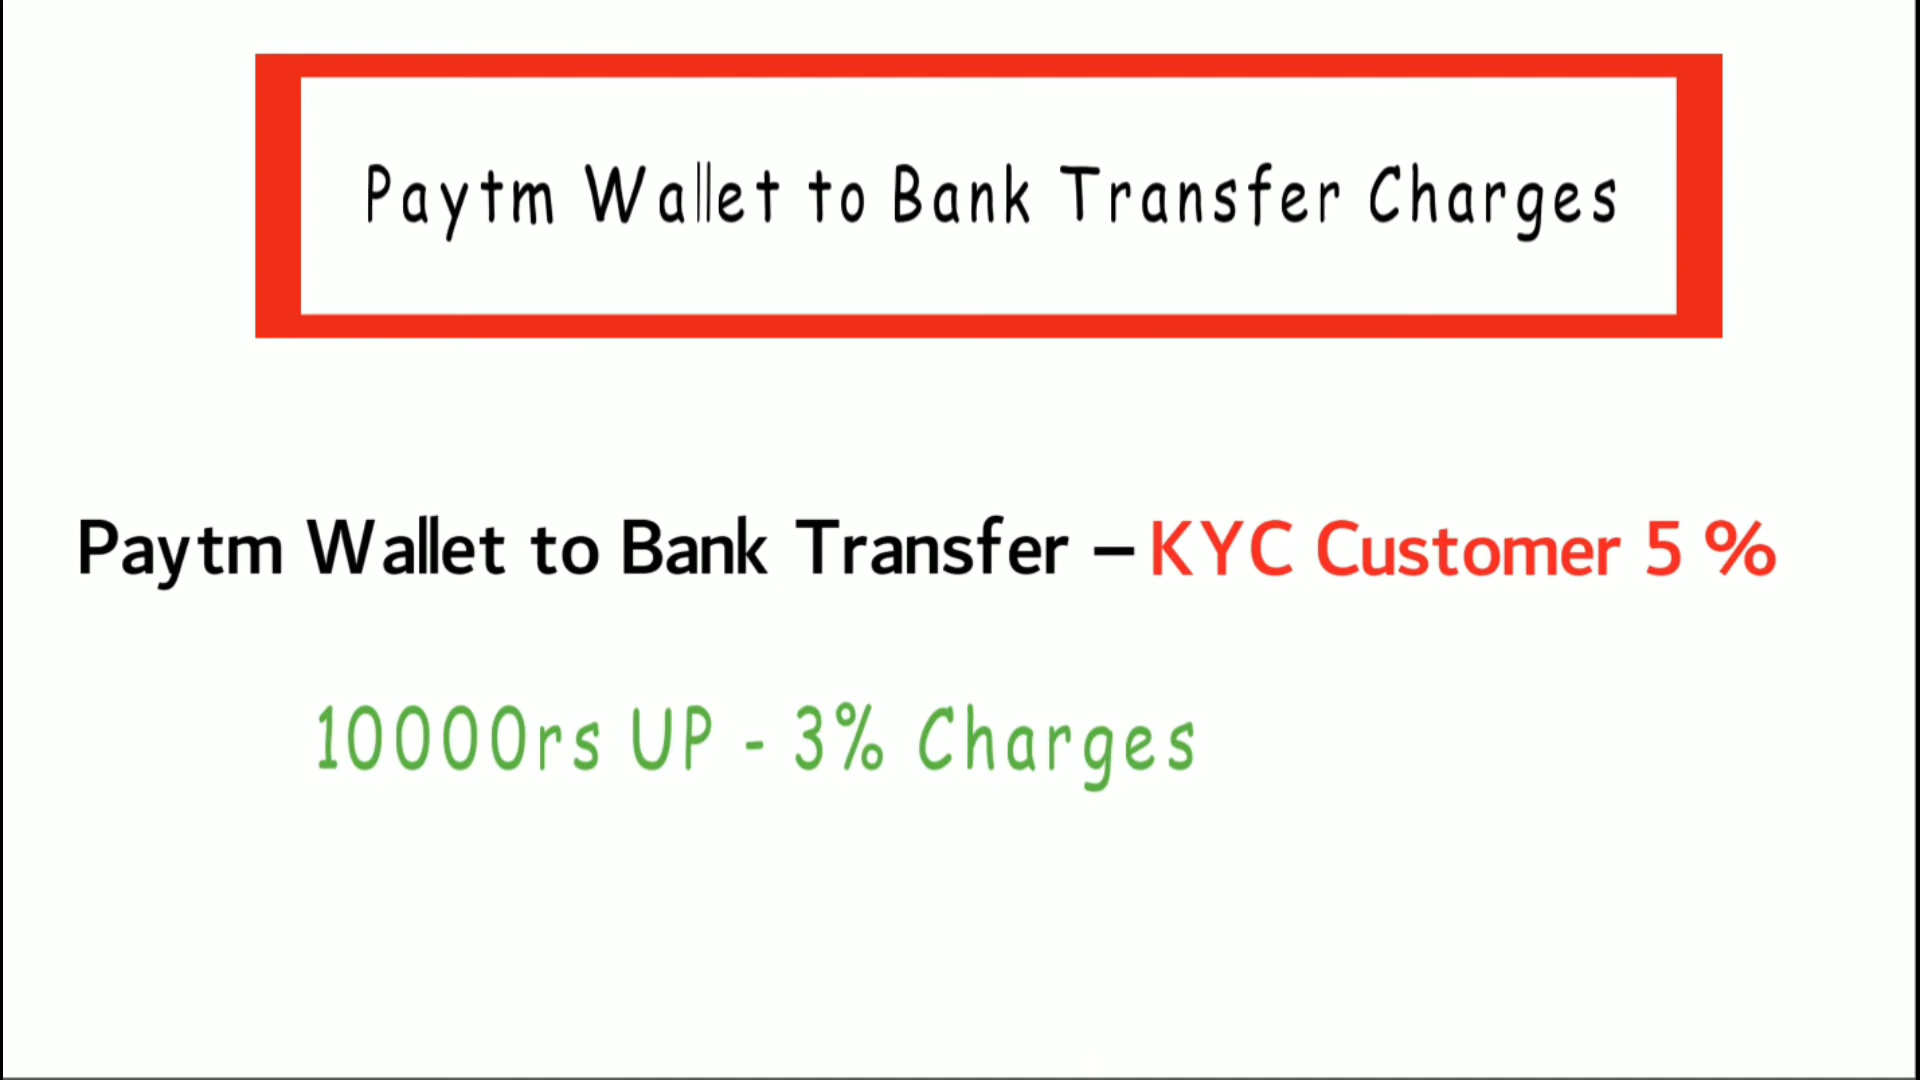 Paytm Wallet to Bank Transfer Charges
Paytm Wallet to Bank Transfer – KYC Customer 5 %
10000rs UP - 3% Charges